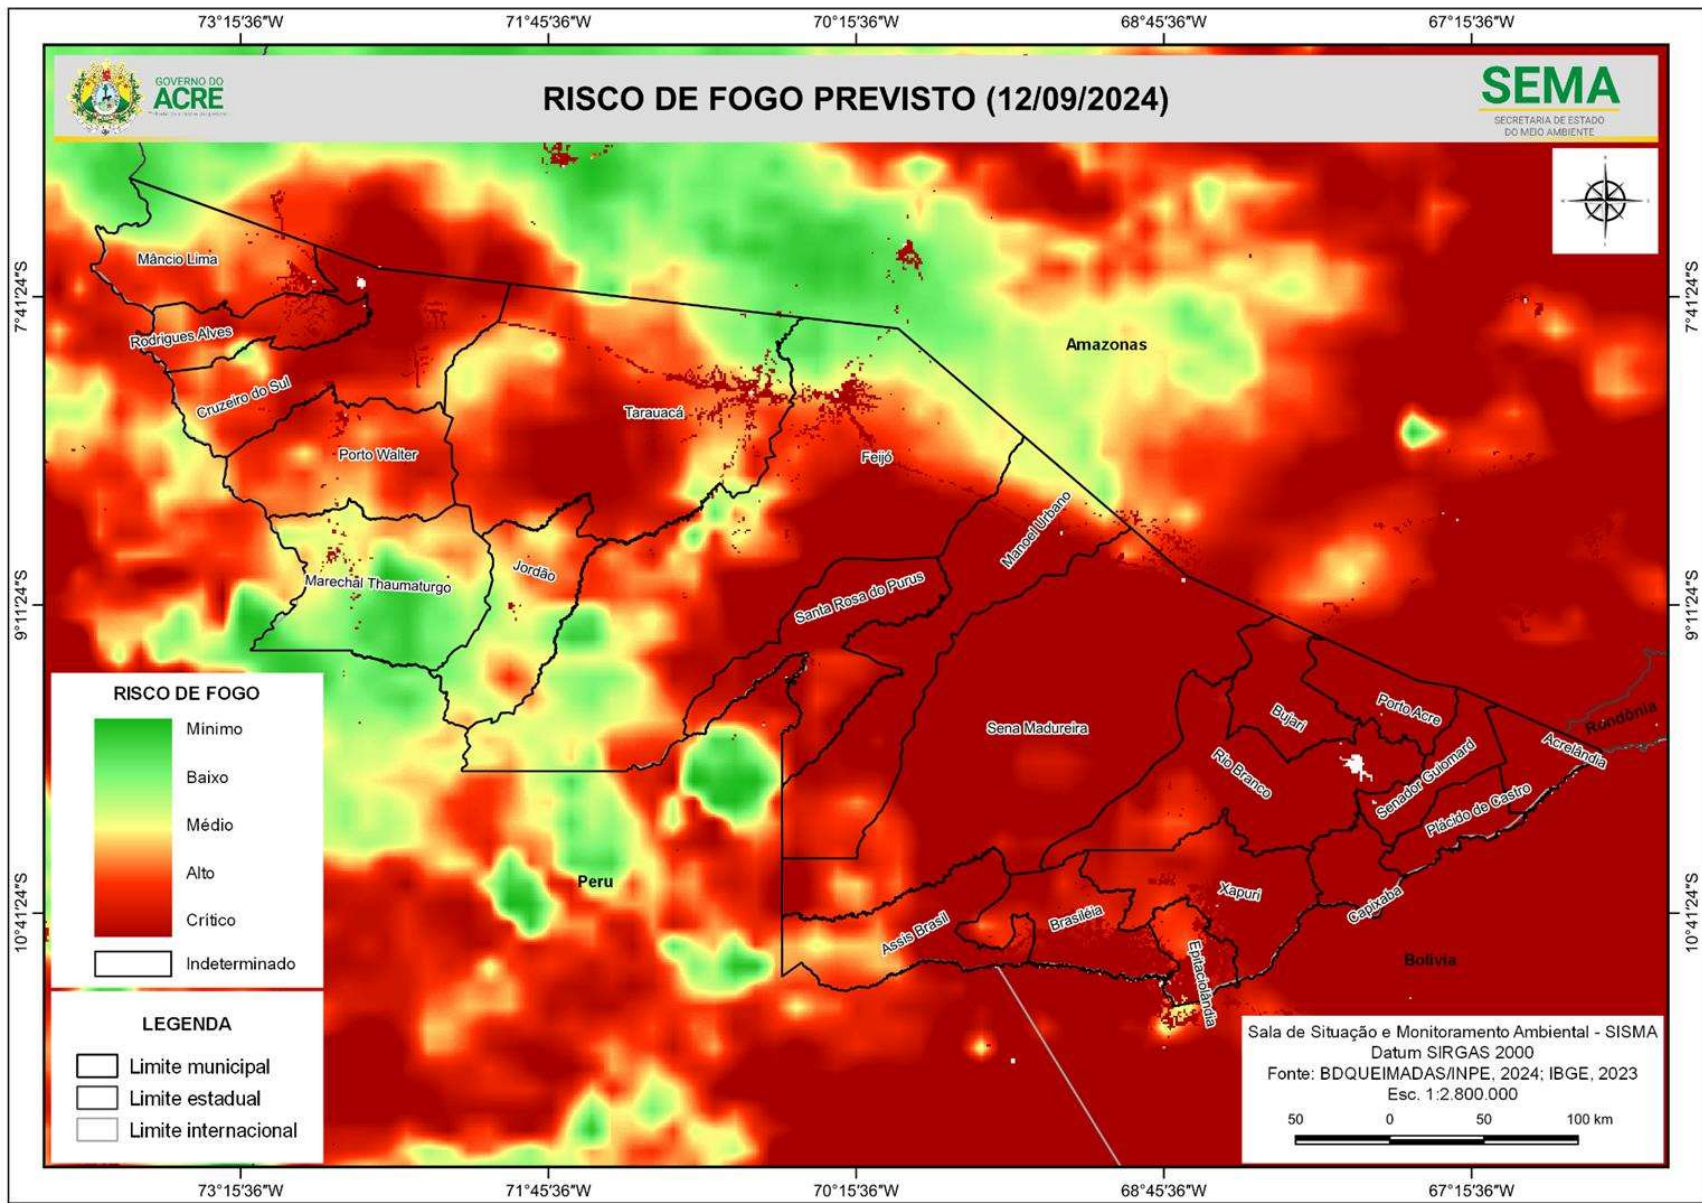 73°15'36"W 71°45'36"W 70°15'36"W 68°45'36"W 67°15'36"W
GOVERNO DO
ACRE
RISCO DE FOGO PREVISTO (12/09/2024)
SEMA
SECRETARIA DE ESTADO
DO MEIO AMBIENTE
7°41'24"S
7°41'24"S
Mâncio Lima
Rodrigues Alves
Cruzeiro do Sul
Amazonas
Tarauacá
Porto Walter
Feijó
Manoel Urbano
Marechal Thaumaturgo
Jordão
Santa Rosa do Purus
9°11'24"S
9°11'24"S
Sena Madureira
Bujari
Porto Acre
Rondônia
Acrelândia
Rio Branco
Senador Guiomard
Plácido de Castro
Peru
Xapuri
Capixaba
Assis Brasil
Brasiléia
Epitaciolândia
Bolívia
10°41'24"S
10°41'24"S
RISCO DE FOGO
Mínimo
Baixo
Médio
Alto
Crítico
Indeterminado
LEGENDA
Limite municipal
Limite estadual
Limite internacional
Sala de Situação e Monitoramento Ambiental - SISMA
Datum SIRGAS 2000
Fonte: BDQUEIMADAS/INPE, 2024; IBGE, 2023
Esc. 1:2.800.000
50 0 50 100 km
73°15'36"W 71°45'36"W 70°15'36"W 68°45'36"W 67°15'36"W